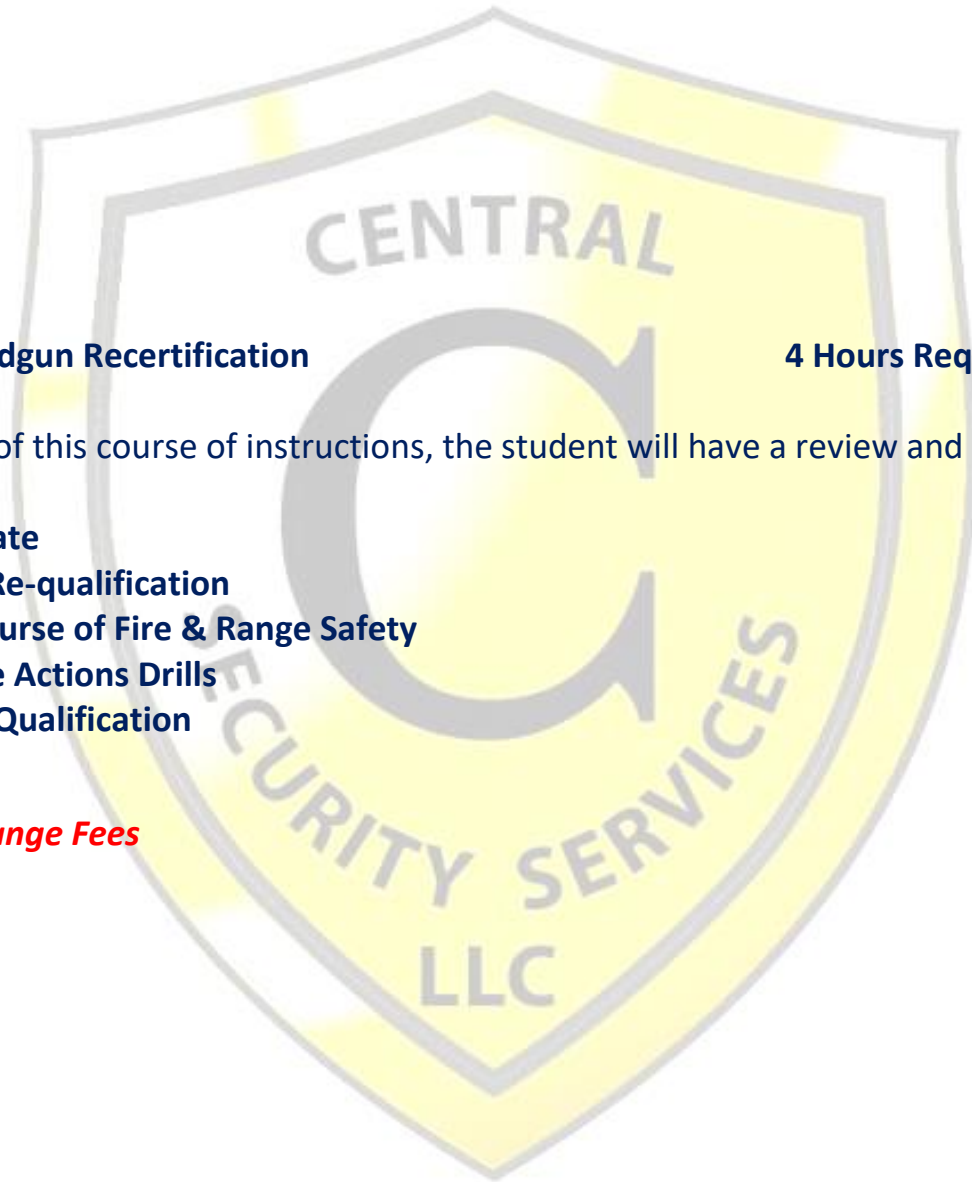 CENTRAL
C
dgun Recertification 4 Hours Req
of this course of instructions, the student will have a review and
ate
Re-qualification
urse of Fire & Range Safety
e Actions Drills
Qualification
ange Fees
SECURITY SERVICES
LLC